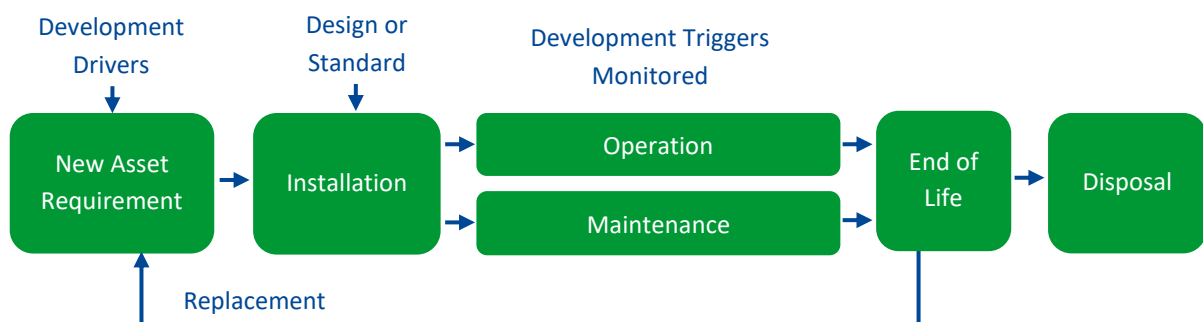 Development
Drivers
Design or
Standard
Development Triggers
Monitored
New Asset
Requirement
Installation
Operation
Maintenance
End of
Life
Disposal
Replacement